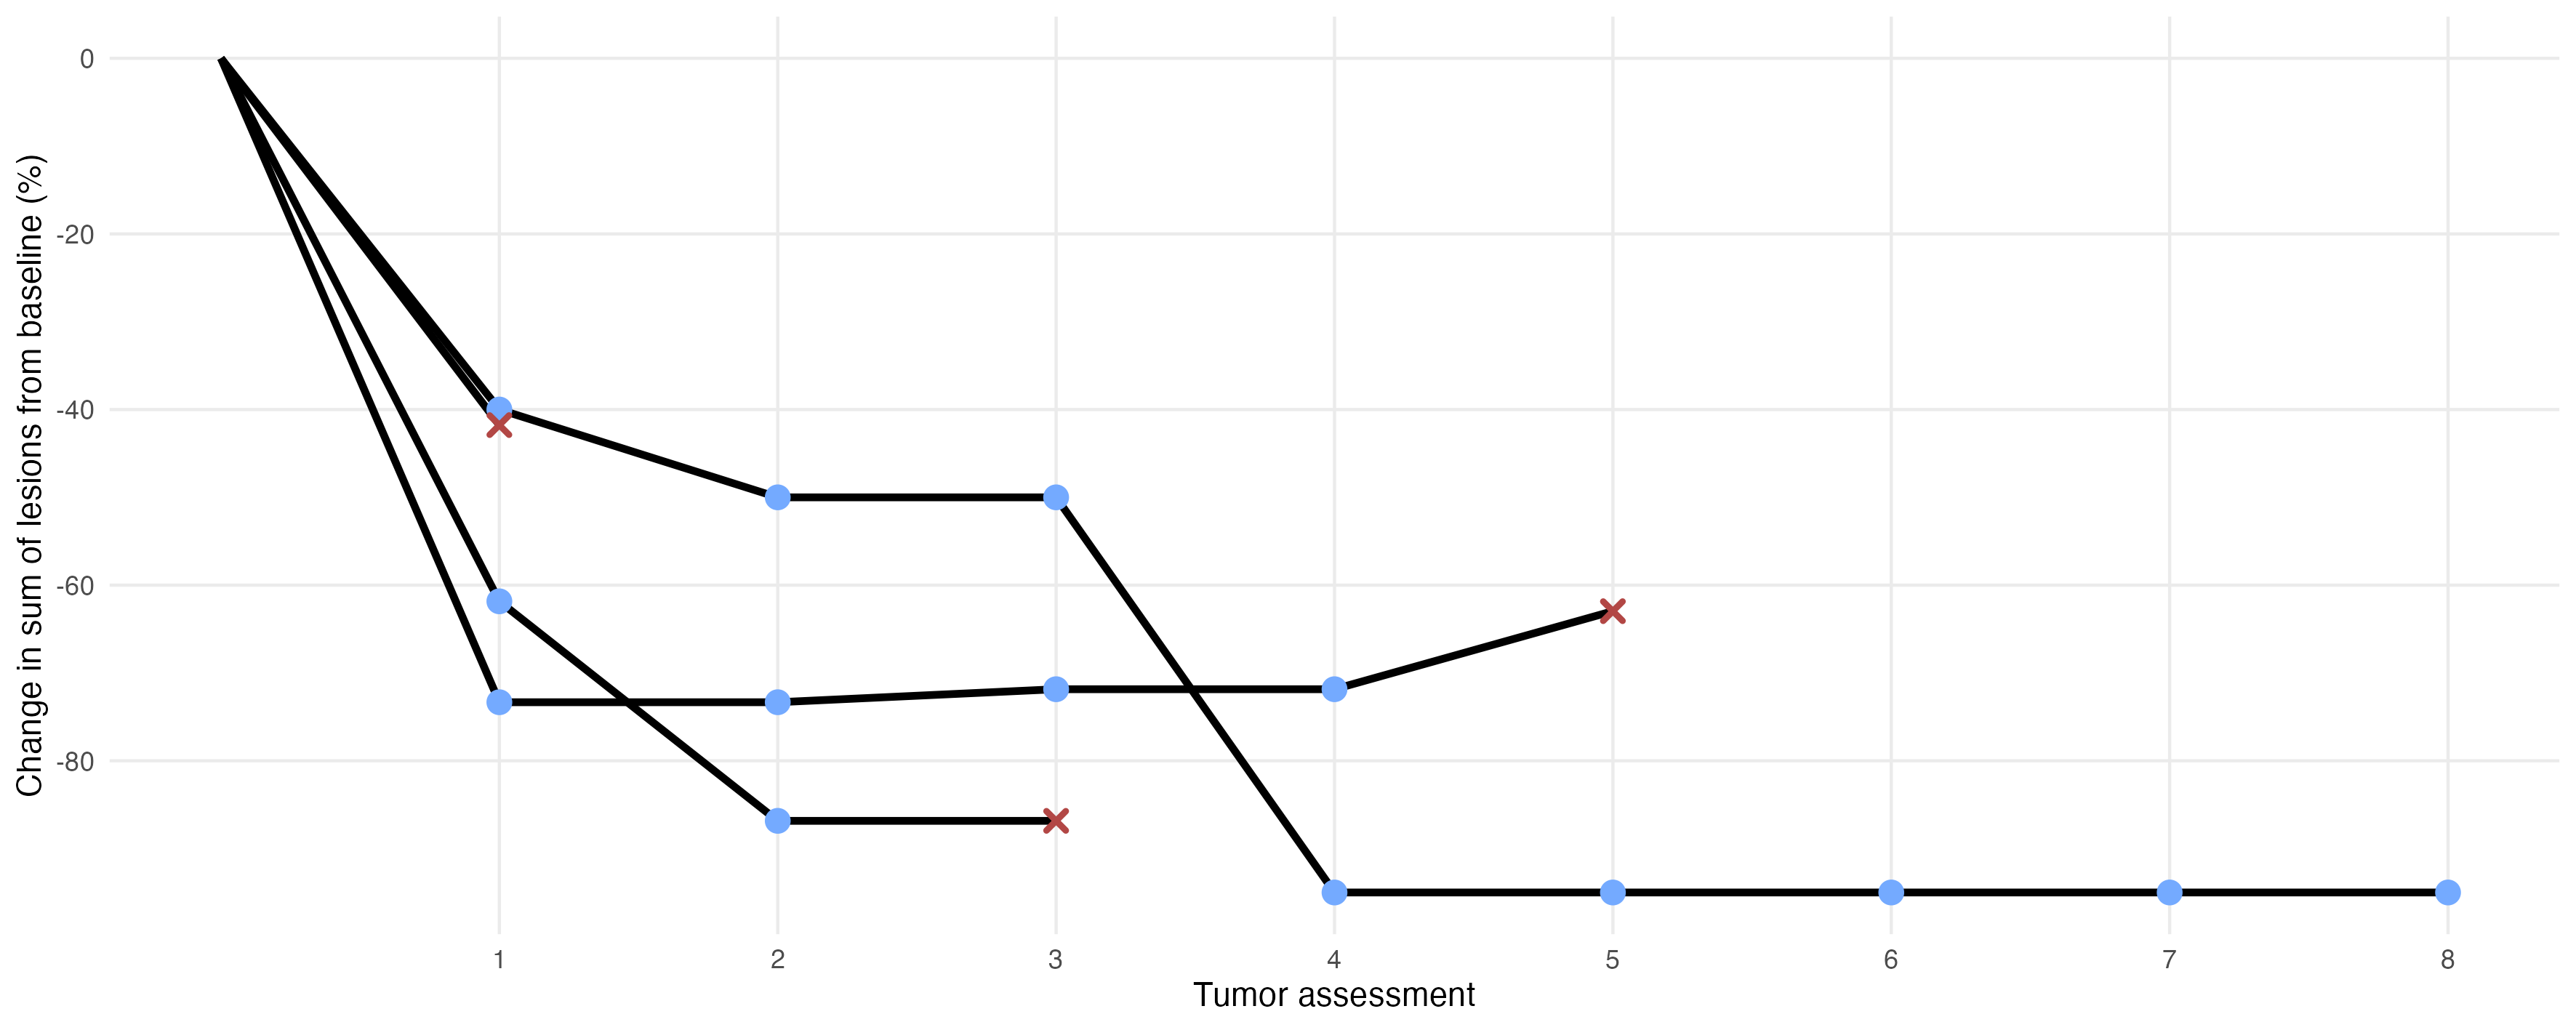 Change in sum of lesions from baseline (%)
0
-20
-40
-60
-80
1 2 3 4 5 6 7 8
Tumor assessment